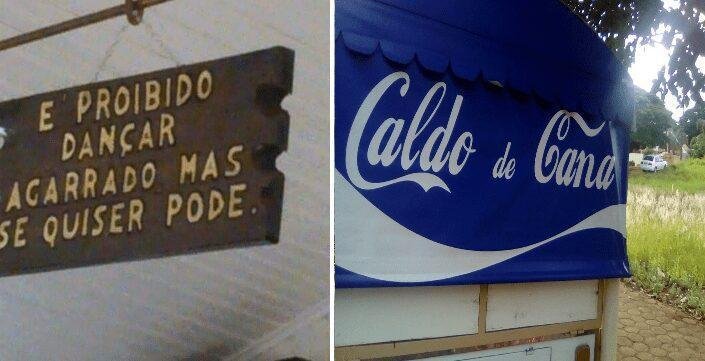 E' PROIBIDO
DANÇAR
AGARRADO MAS
SE QUISER PODE.
Caldo de Cana